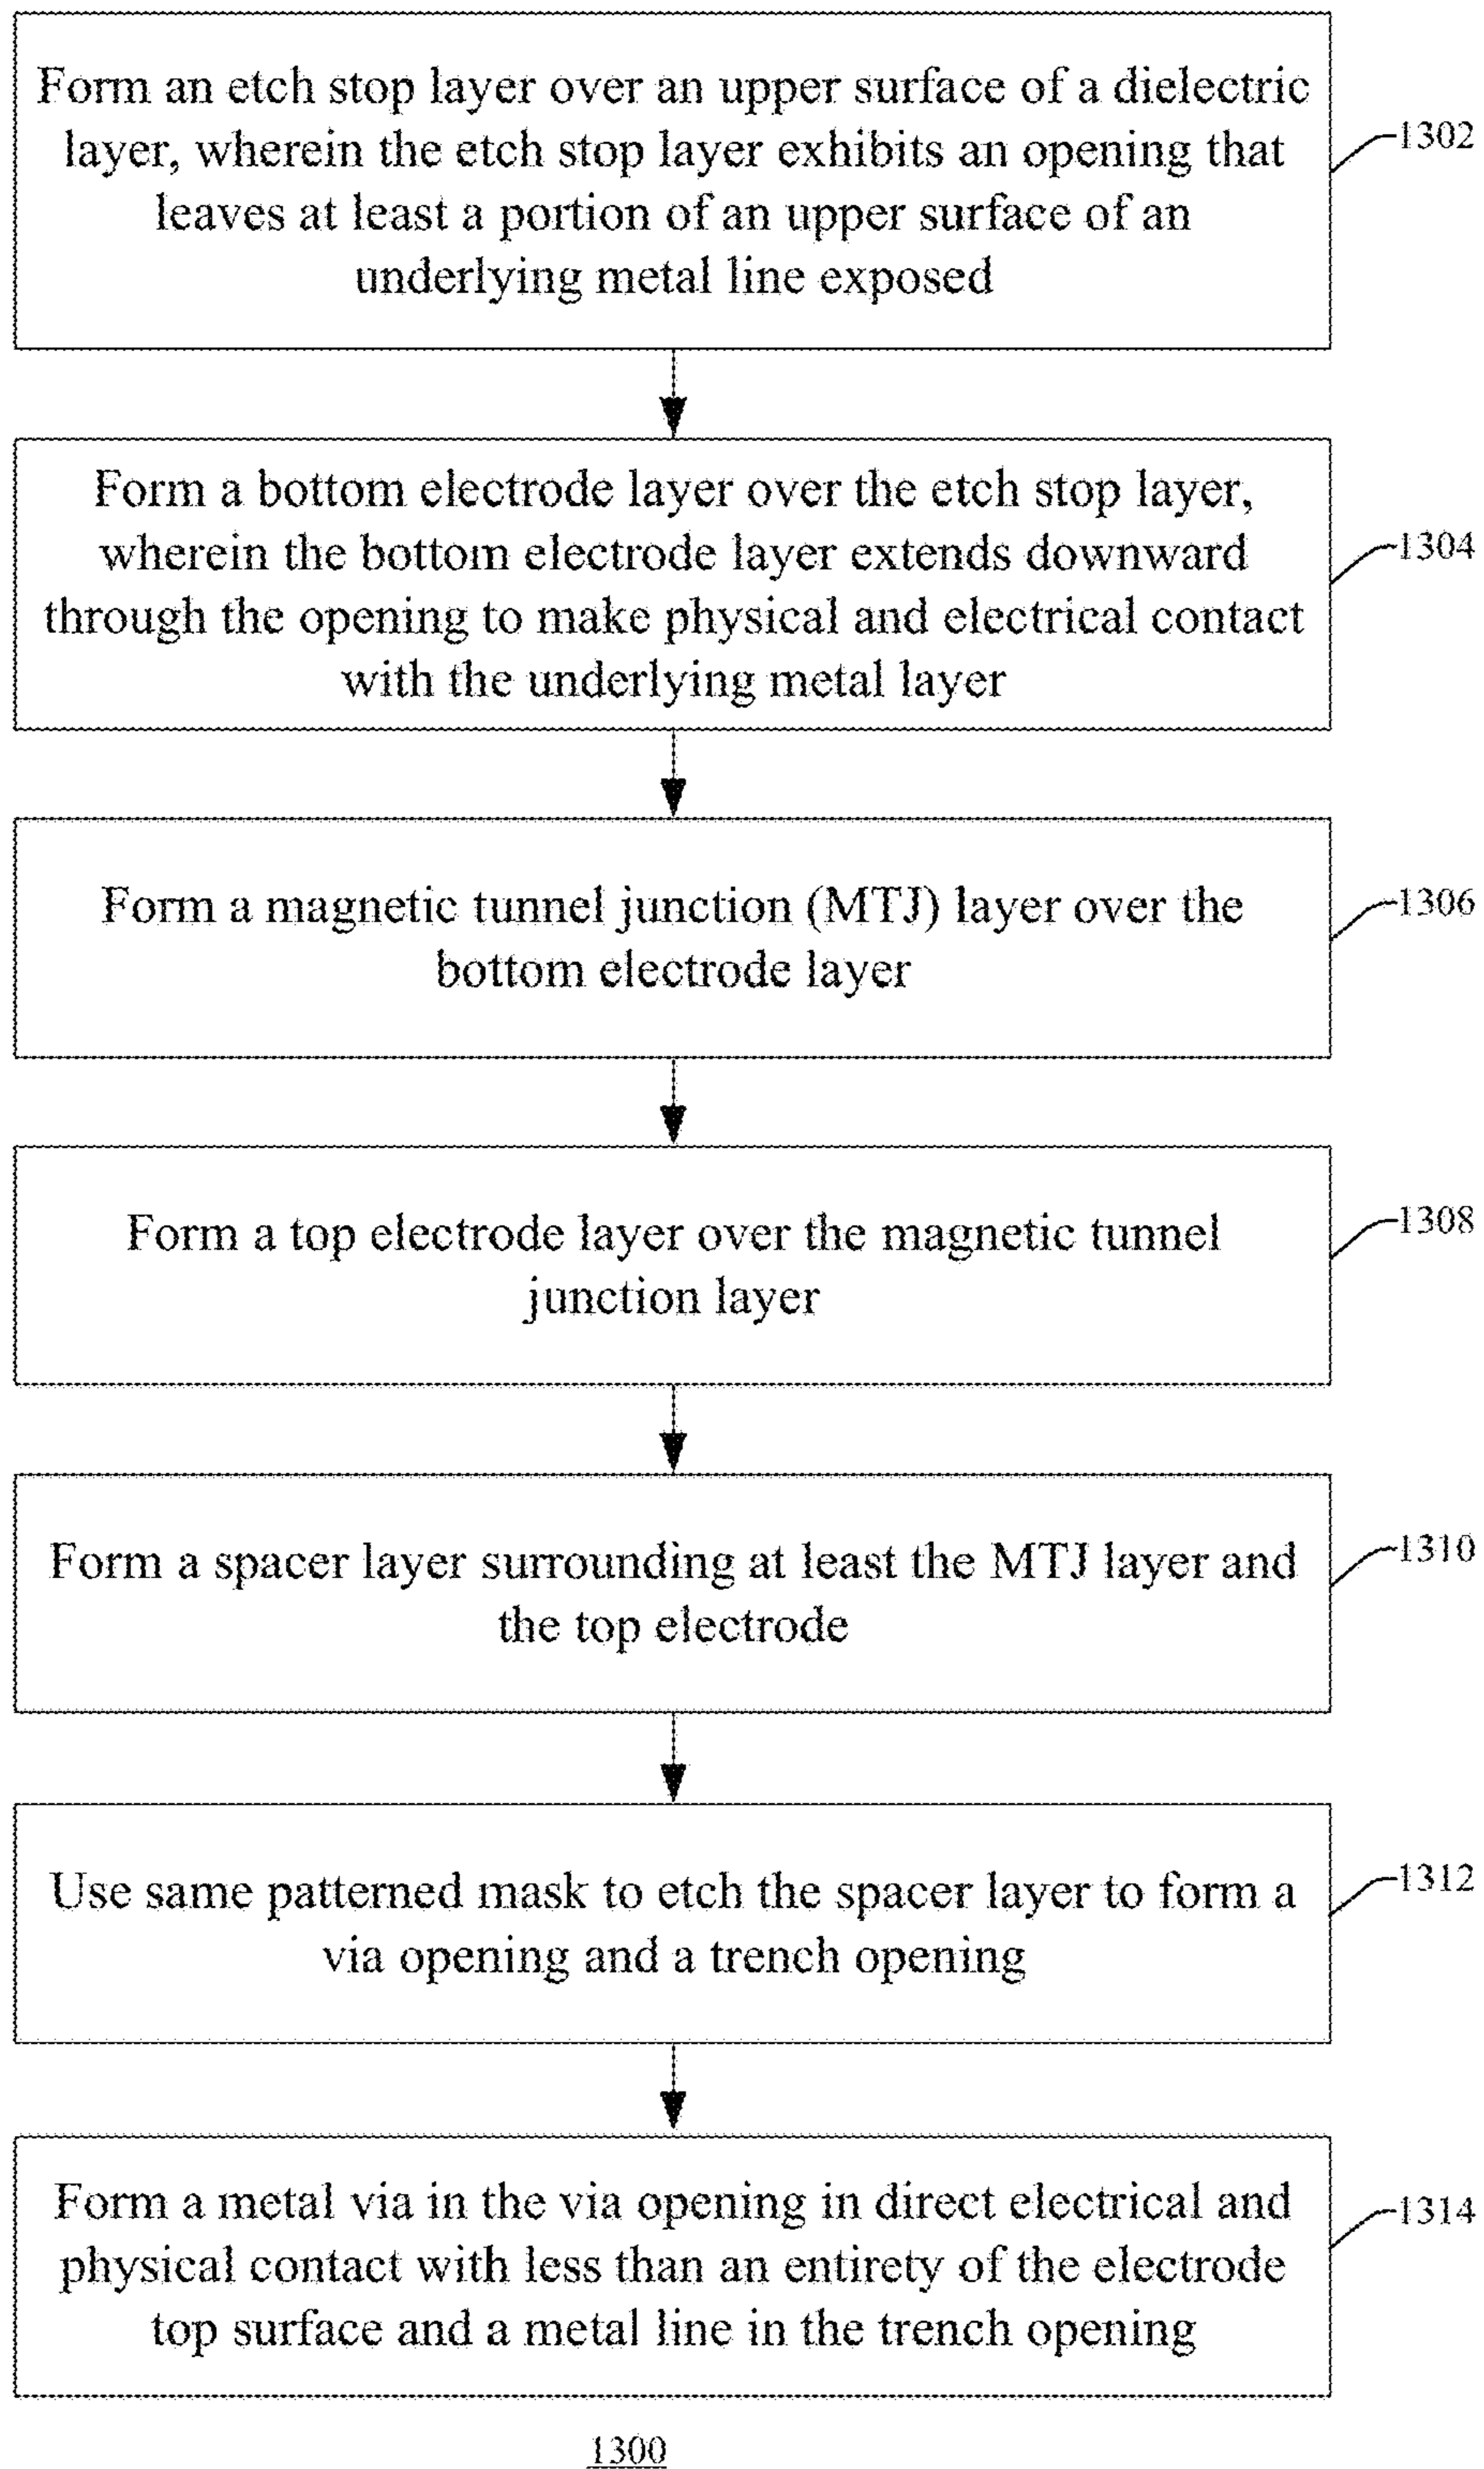 Form an etch stop layer over an upper surface of a dielectric
layer, wherein the etch stop layer exhibits an opening that
leaves at least a portion of an upper surface of an
underlying metal line exposed
1302
Form a bottom electrode layer over the etch stop layer,
wherein the bottom electrode layer extends downward
through the opening to make physical and electrical contact
with the underlying metal layer
1304
Form a magnetic tunnel junction (MTJ) layer over the
bottom electrode layer
1306
Form a top electrode layer over the magnetic tunnel
junction layer
1308
Form a spacer layer surrounding at least the MTJ layer and
the top electrode
1310
Use same patterned mask to etch the spacer layer to form a
via opening and a trench opening
1312
Form a metal via in the via opening in direct electrical and
physical contact with less than an entirety of the electrode
top surface and a metal line in the trench opening
1314
1300